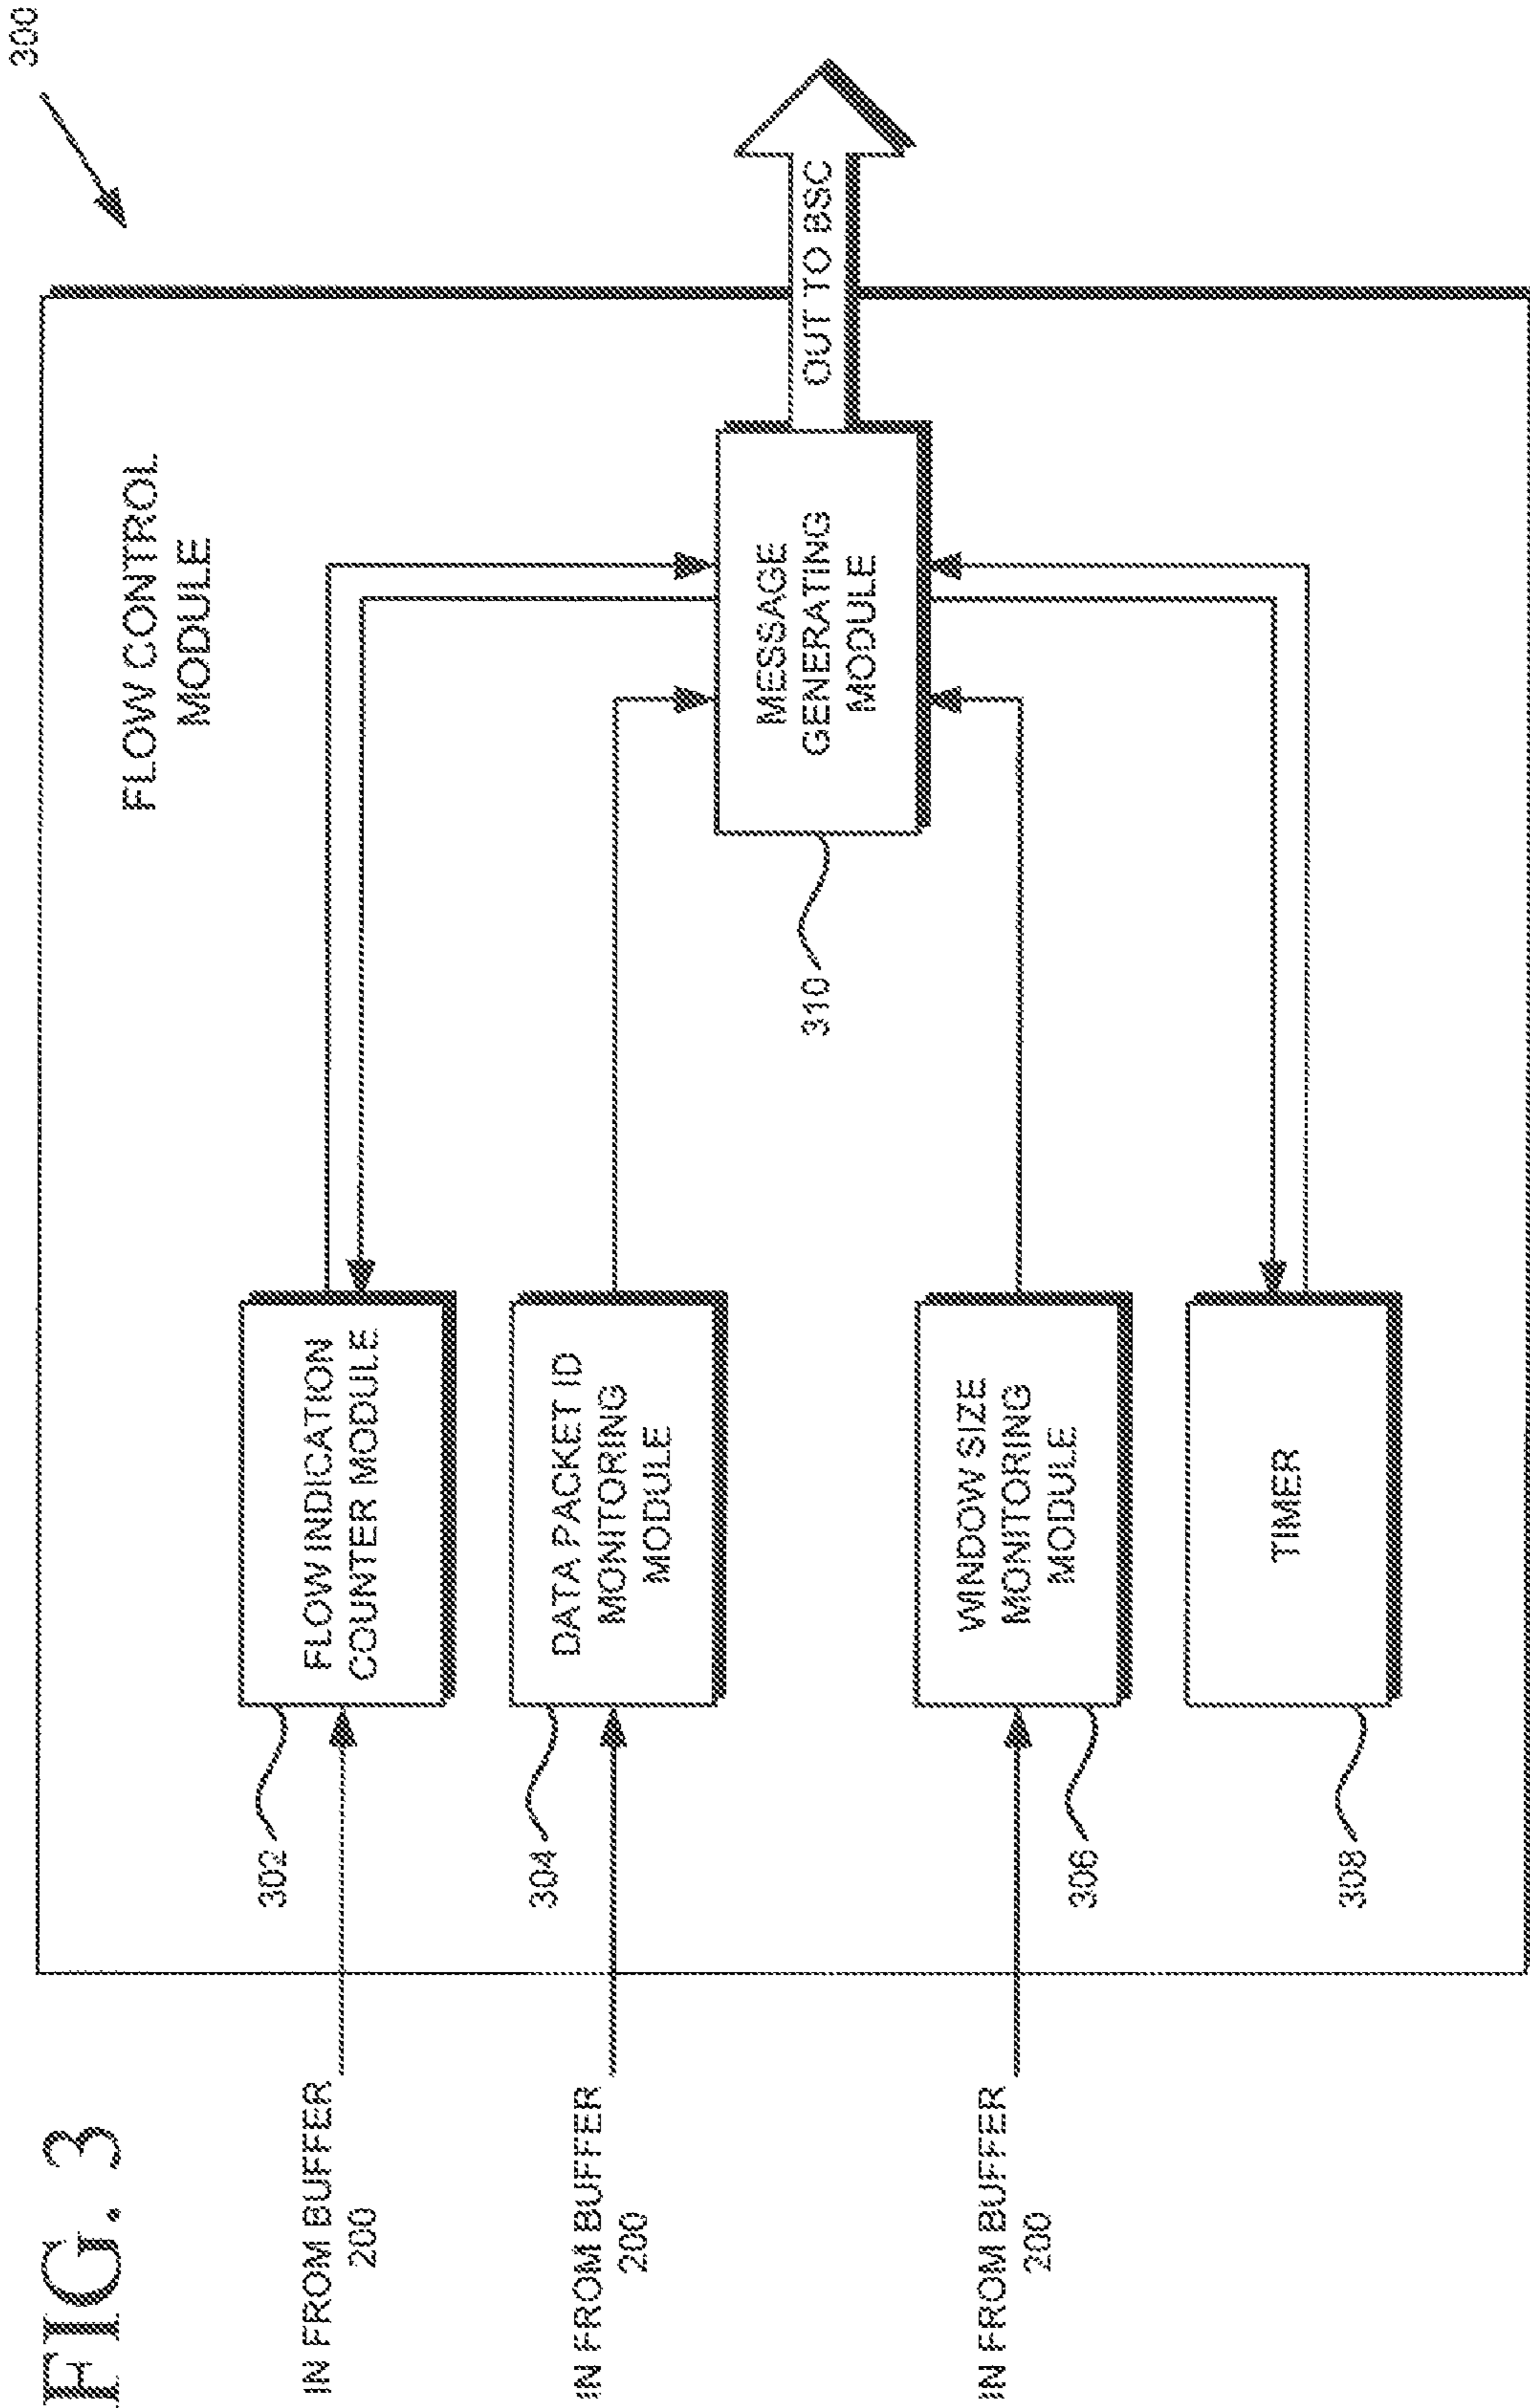 FIG. 3
300
FLOW CONTROL
MODULE
IN FROM BUFFER
200
302
FLOW INDICATION
COUNTER MODULE
IN FROM BUFFER
200
304
DATA PACKET ID
MONITORING
MODULE
MESSAGE
GENERATING
MODULE
310
OUT TO BSC
IN FROM BUFFER
200
306
WINDOW SIZE
MONITORING
MODULE
308
TIMER